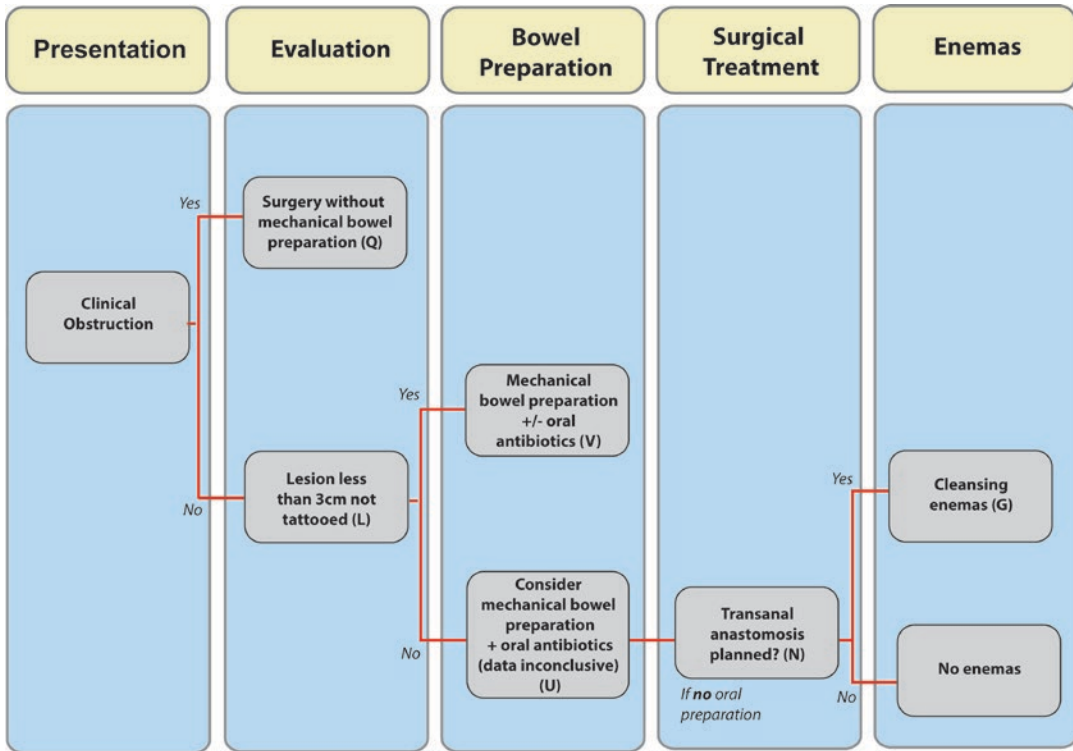 Presentation
Evaluation
Bowel
Preparation
Surgical
Treatment
Enemas
Yes
Surgery without
mechanical bowel
preparation (Q)
Clinical
Obstruction
No
Lesion less
than 3cm not
tattooed (L)
Yes
Mechanical
bowel preparation
+/- oral
antibiotics (V)
No
Consider
mechanical bowel
preparation
+ oral antibiotics
(data inconclusive)
(U)
Transanal
anastomosis
planned? (N)
If no oral
preparation
Yes
Cleansing
enemas (G)
No
No enemas